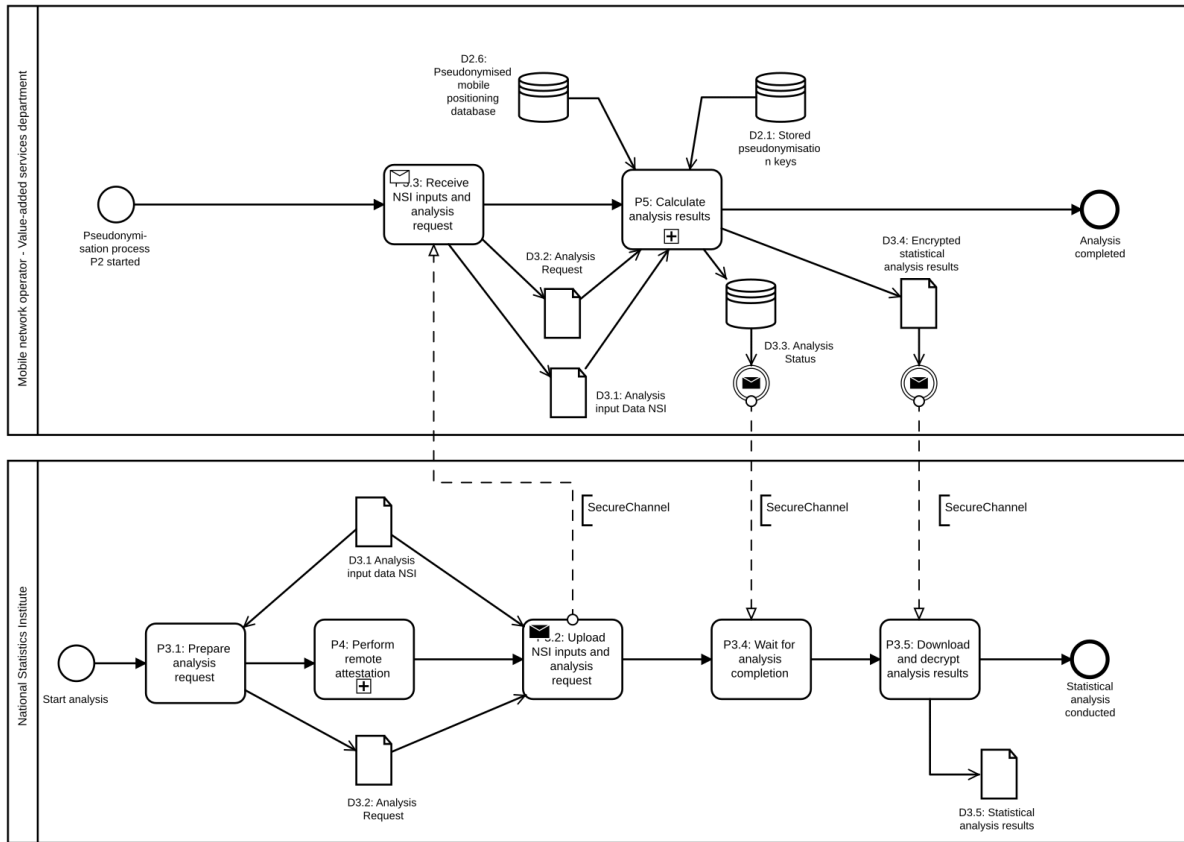 Mobile network operator - Value-added services department
D2.6:
Pseudonymised
mobile
positioning
database
D2.1: Stored
pseudonymisatio
n keys
Pseudonymi-
sation process
P2 started
P3.3: Receive
NSI inputs and
analysis
request
P5: Calculate
analysis results
D3.2: Analysis
Request
D3.1: Analysis
input Data NSI
D3.3. Analysis
Status
D3.4: Encrypted
statistical
analysis results
Analysis
completed
National Statistics Institute
SecureChannel
SecureChannel
SecureChannel
D3.1 Analysis
input data NSI
Start analysis
P3.1: Prepare
analysis
request
P4: Perform
remote
attestation
P3.2: Upload
NSI inputs and
analysis
request
P3.4: Wait for
analysis
completion
P3.5: Download
and decrypt
analysis results
Statistical
analysis
conducted
D3.2: Analysis
Request
D3.5: Statistical
analysis results